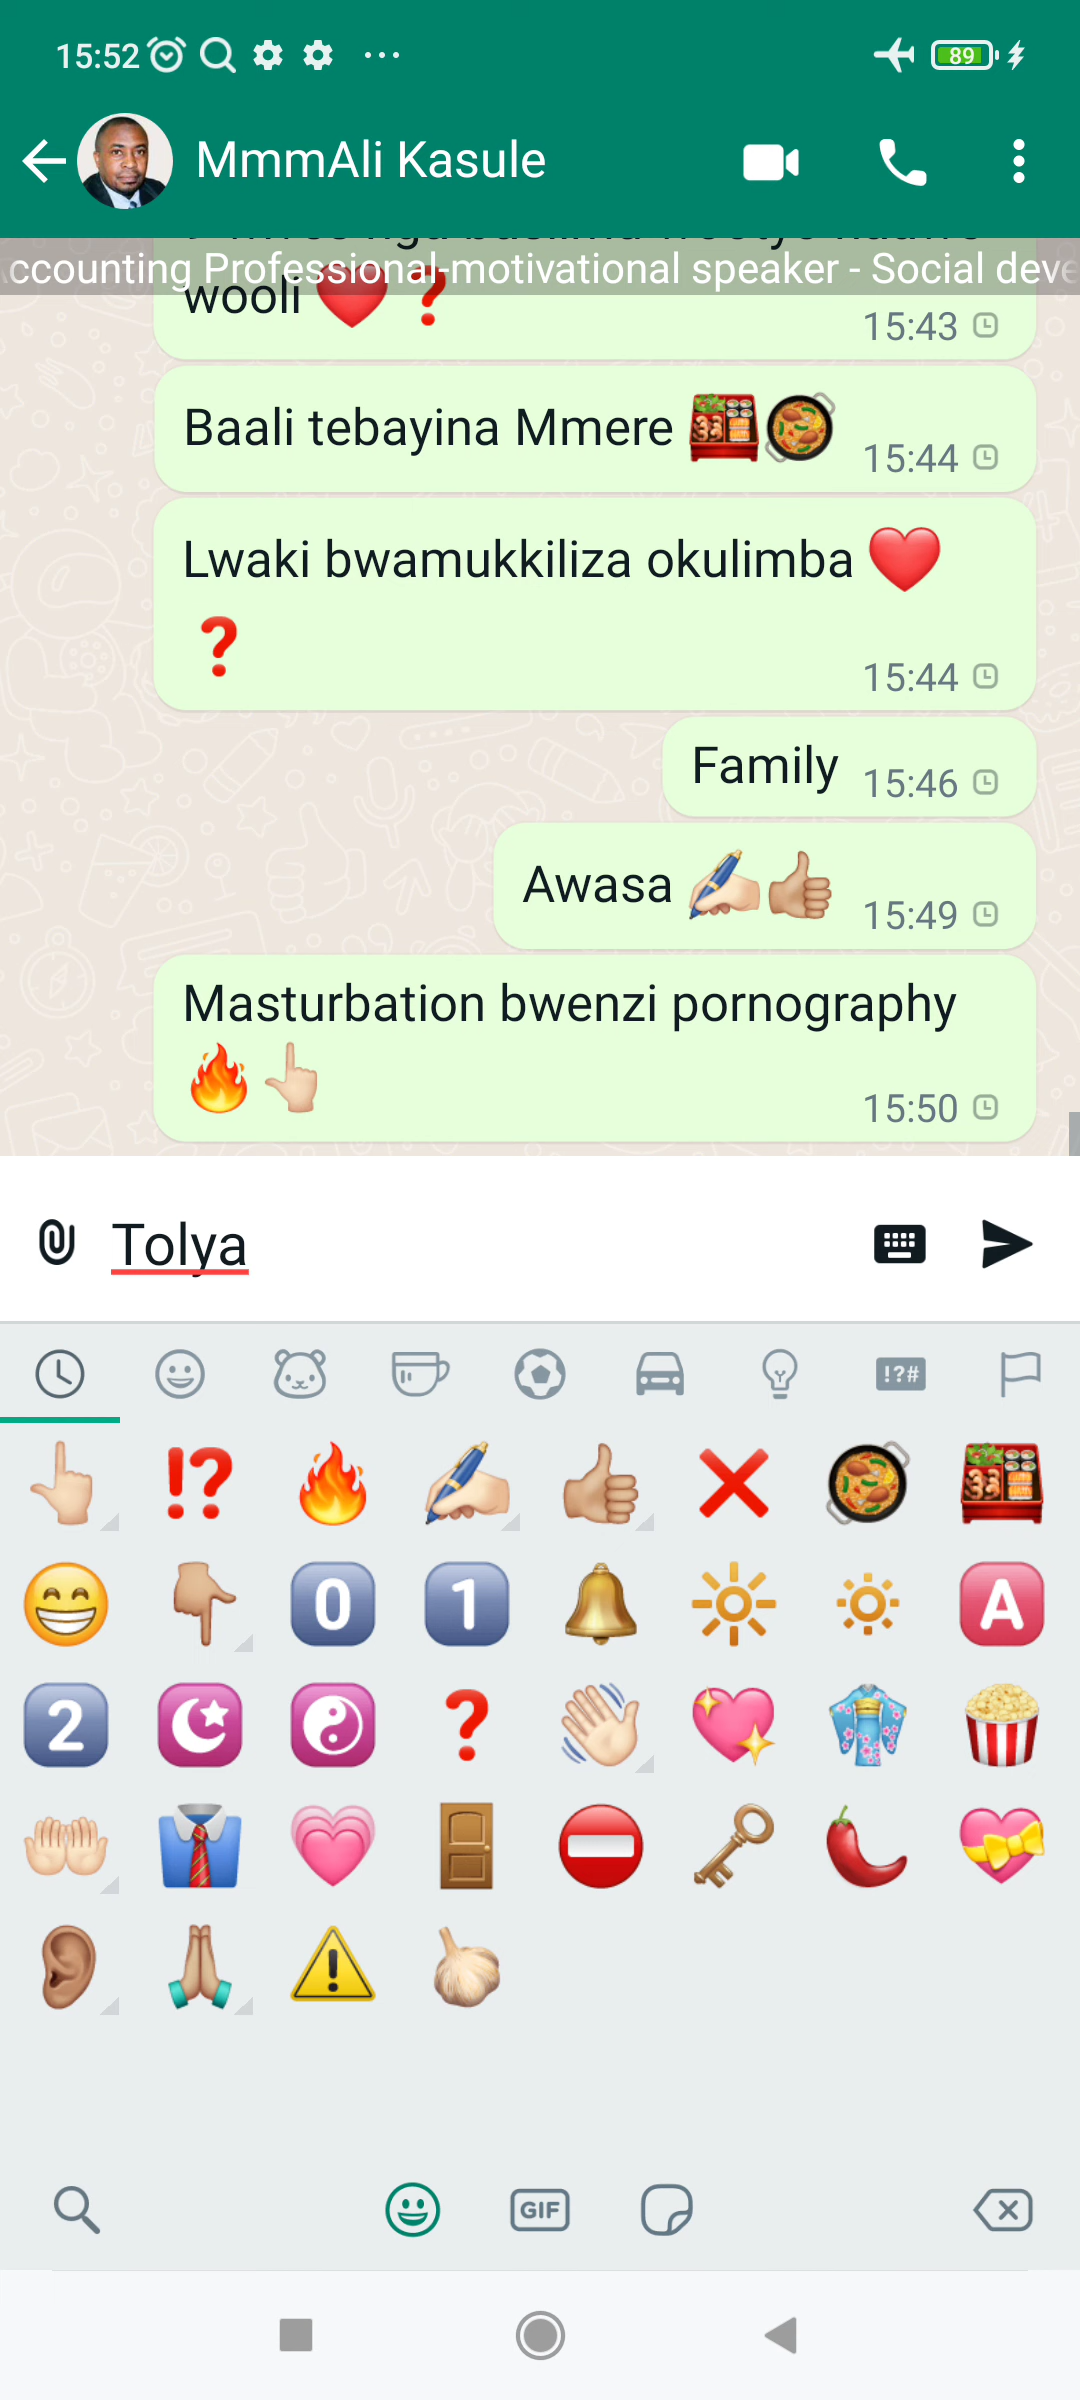 15:52
89
MmmAli Kasule
ccounting Professional-motivational speaker - Social deve
wooli ❤️ ❓
15:43
Baali tebayina Mmere 🍱🥘
15:44
Lwaki bwamukkiliza okulimba ❤️
❓
15:44
Family
15:46
Awasa ✍🏻👍🏽
15:49
Masturbation bwenzi pornography
🔥👆🏻
15:50
Tolya
!?#
GIF